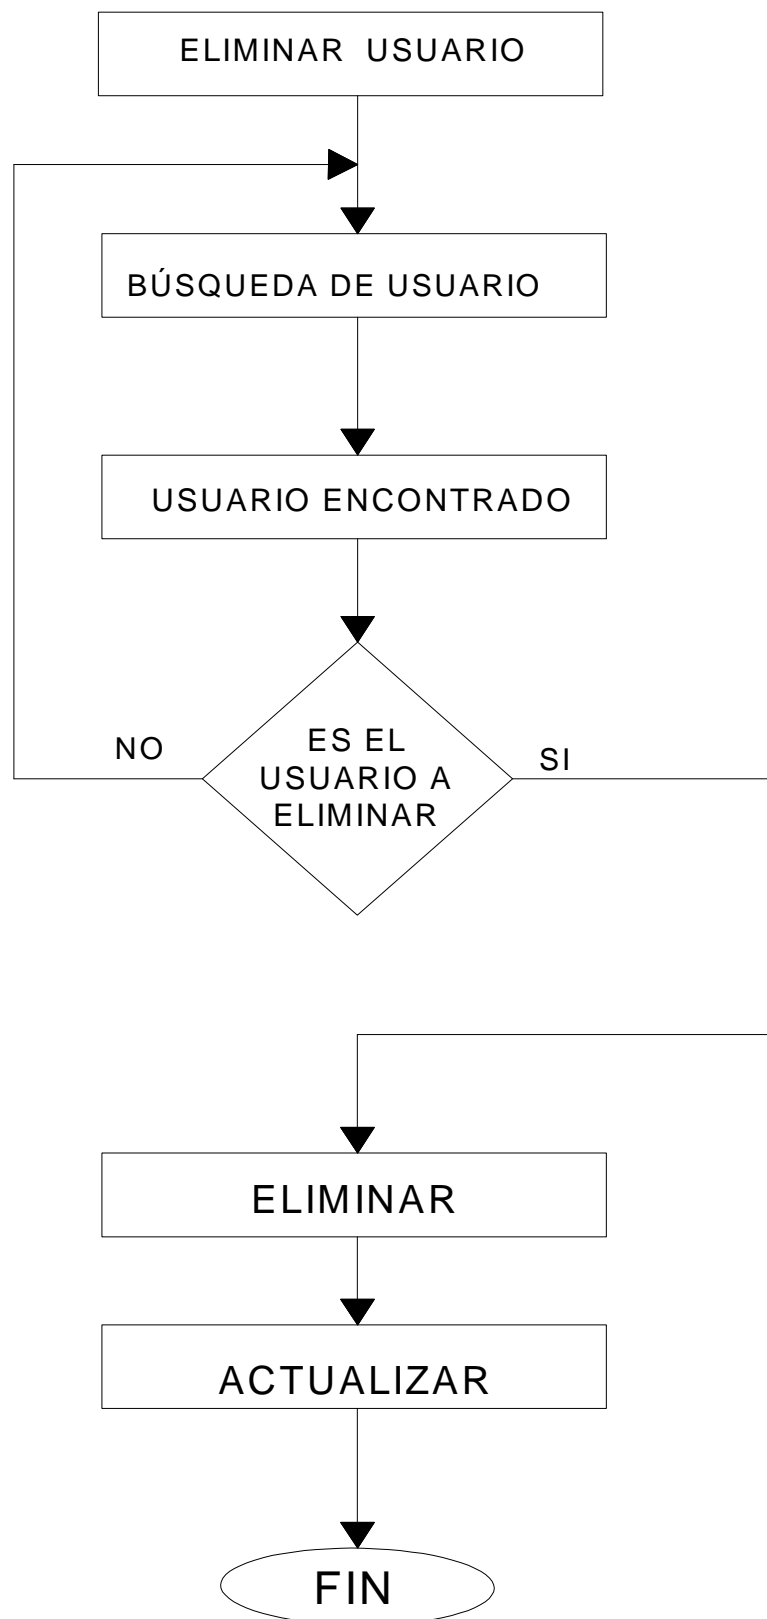 ELIMINAR USUARIO
BÚSQUEDA DE USUARIO
USUARIO ENCONTRADO
NO
ES EL
USUARIO A
ELIMINAR
SI
ELIMINAR
ACTUALIZAR
FIN